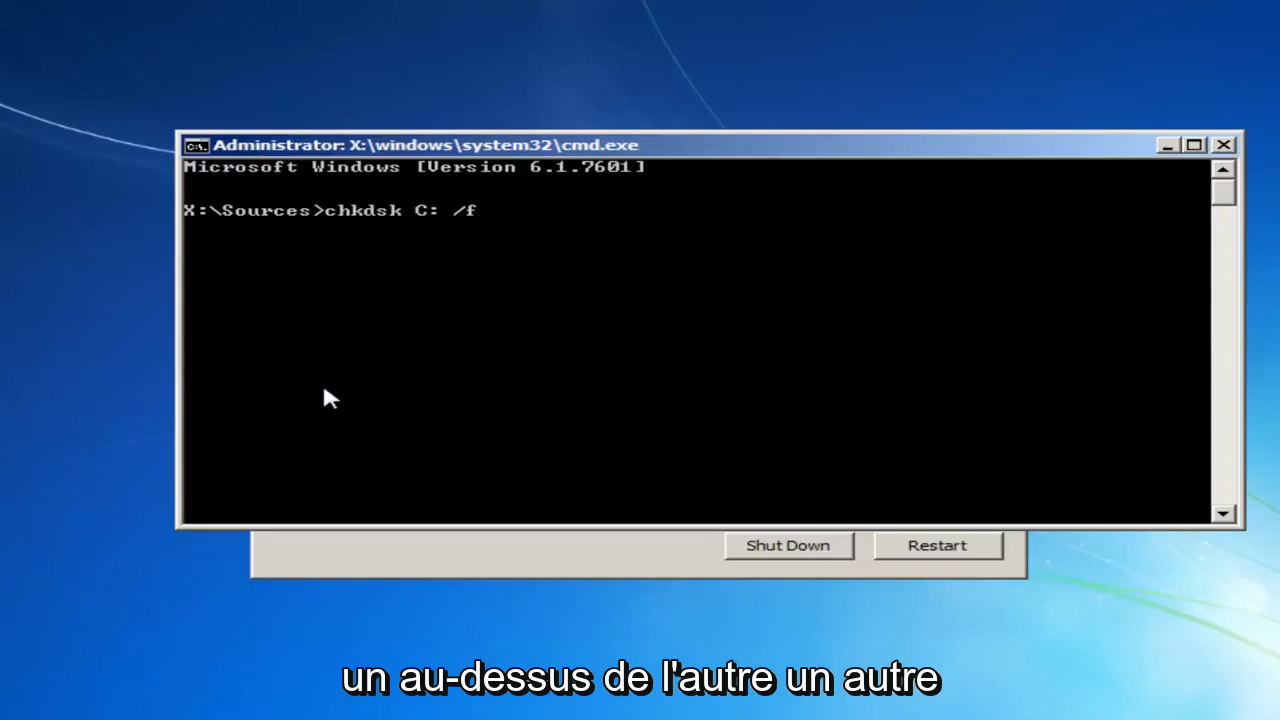 Administrator: X:\windows\system32\cmd.exe
Microsoft Windows [Version 6.1.7601]
X:\Sources>chkdsk C: /f
Shut Down
Restart
un au-dessus de l'autre un autre